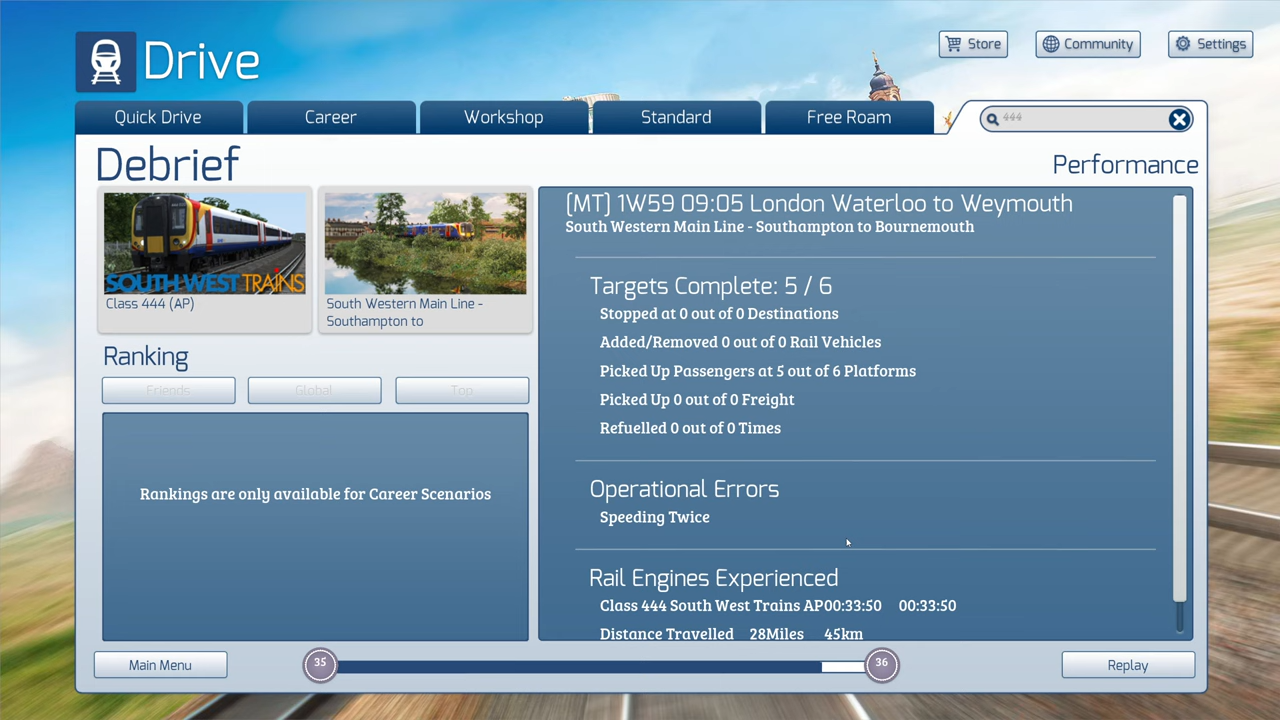 Drive
Store
Community
Settings
Quick Drive
Career
Workshop
Standard
Free Roam
444
Debrief
Performance
SOUTH WEST TRAINS
Class 444 (AP)
South Western Main Line -
Southampton to
Ranking
Friends
Global
Top
Rankings are only available for Career Scenarios
[MT] 1W59 09:05 London Waterloo to Weymouth
South Western Main Line - Southampton to Bournemouth
Targets Complete: 5 / 6
Stopped at 0 out of 0 Destinations
Added/Removed 0 out of 0 Rail Vehicles
Picked Up Passengers at 5 out of 6 Platforms
Picked Up 0 out of 0 Freight
Refuelled 0 out of 0 Times
Operational Errors
Speeding Twice
Rail Engines Experienced
Class 444 South West Trains AP00:33:50 00:33:50
Distance Travelled 28Miles 45km
Main Menu
35
36
Replay